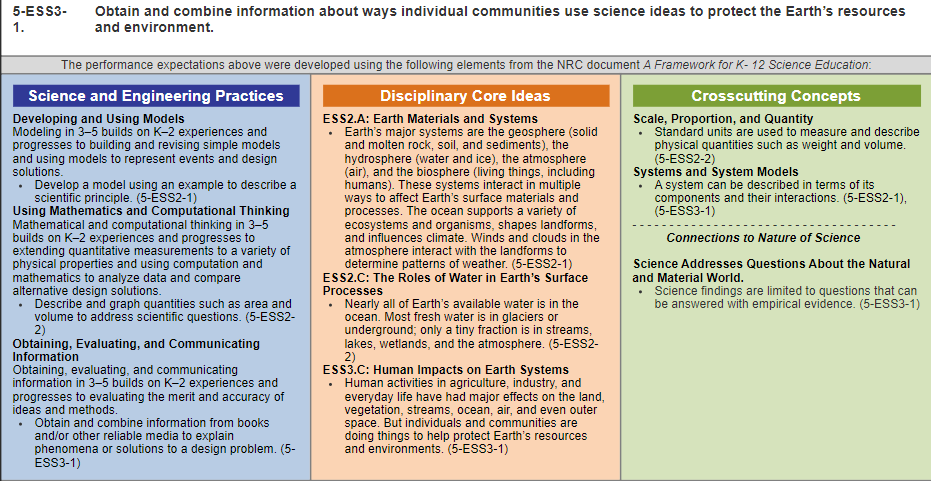 5-ESS3-
1.
Obtain and combine information about ways individual communities use science ideas to protect the Earth's resources
and environment.
The performance expectations above were developed using the following elements from the NRC document A Framework for K- 12 Science Education:
Science and Engineering Practices
Developing and Using Models
Modeling in 3–5 builds on K–2 experiences and
progresses to building and revising simple models
and using models to represent events and design
solutions.
• Develop a model using an example to describe a
scientific principle. (5-ESS2-1)
Using Mathematics and Computational Thinking
Mathematical and computational thinking in 3–5
builds on K–2 experiences and progresses to
extending quantitative measurements to a variety of
physical properties and using computation and
mathematics to analyze data and compare
alternative design solutions.
• Describe and graph quantities such as area and
volume to address scientific questions. (5-ESS2-
2)
Obtaining, Evaluating, and Communicating
Information
Obtaining, evaluating, and communicating
information in 3–5 builds on K–2 experiences and
progresses to evaluating the merit and accuracy of
ideas and methods.
• Obtain and combine information from books
and/or other reliable media to explain
phenomena or solutions to a design problem. (5-
ESS3-1)
Disciplinary Core Ideas
ESS2.A: Earth Materials and Systems
• Earth's major systems are the geosphere (solid
and molten rock, soil, and sediments), the
hydrosphere (water and ice), the atmosphere
(air), and the biosphere (living things, including
humans). These systems interact in multiple
ways to affect Earth's surface materials and
processes. The ocean supports a variety of
ecosystems and organisms, shapes landforms,
and influences climate. Winds and clouds in the
atmosphere interact with the landforms to
determine patterns of weather. (5-ESS2-1)
ESS2.C: The Roles of Water in Earth's Surface
Processes
• Nearly all of Earth's available water is in the
ocean. Most fresh water is in glaciers or
underground; only a tiny fraction is in streams,
lakes, wetlands, and the atmosphere. (5-ESS2-
2)
ESS3.C: Human Impacts on Earth Systems
• Human activities in agriculture, industry, and
everyday life have had major effects on the land,
vegetation, streams, ocean, air, and even outer
space. But individuals and communities are
doing things to help protect Earth's resources
and environments. (5-ESS3-1)
Crosscutting Concepts
Scale, Proportion, and Quantity
• Standard units are used to measure and describe
physical quantities such as weight and volume.
(5-ESS2-2)
Systems and System Models
• A system can be described in terms of its
components and their interactions. (5-ESS2-1),
(5-ESS3-1)
Connections to Nature of Science
Science Addresses Questions About the Natural
and Material World.
• Science findings are limited to questions that can
be answered with empirical evidence. (5-ESS3-1)